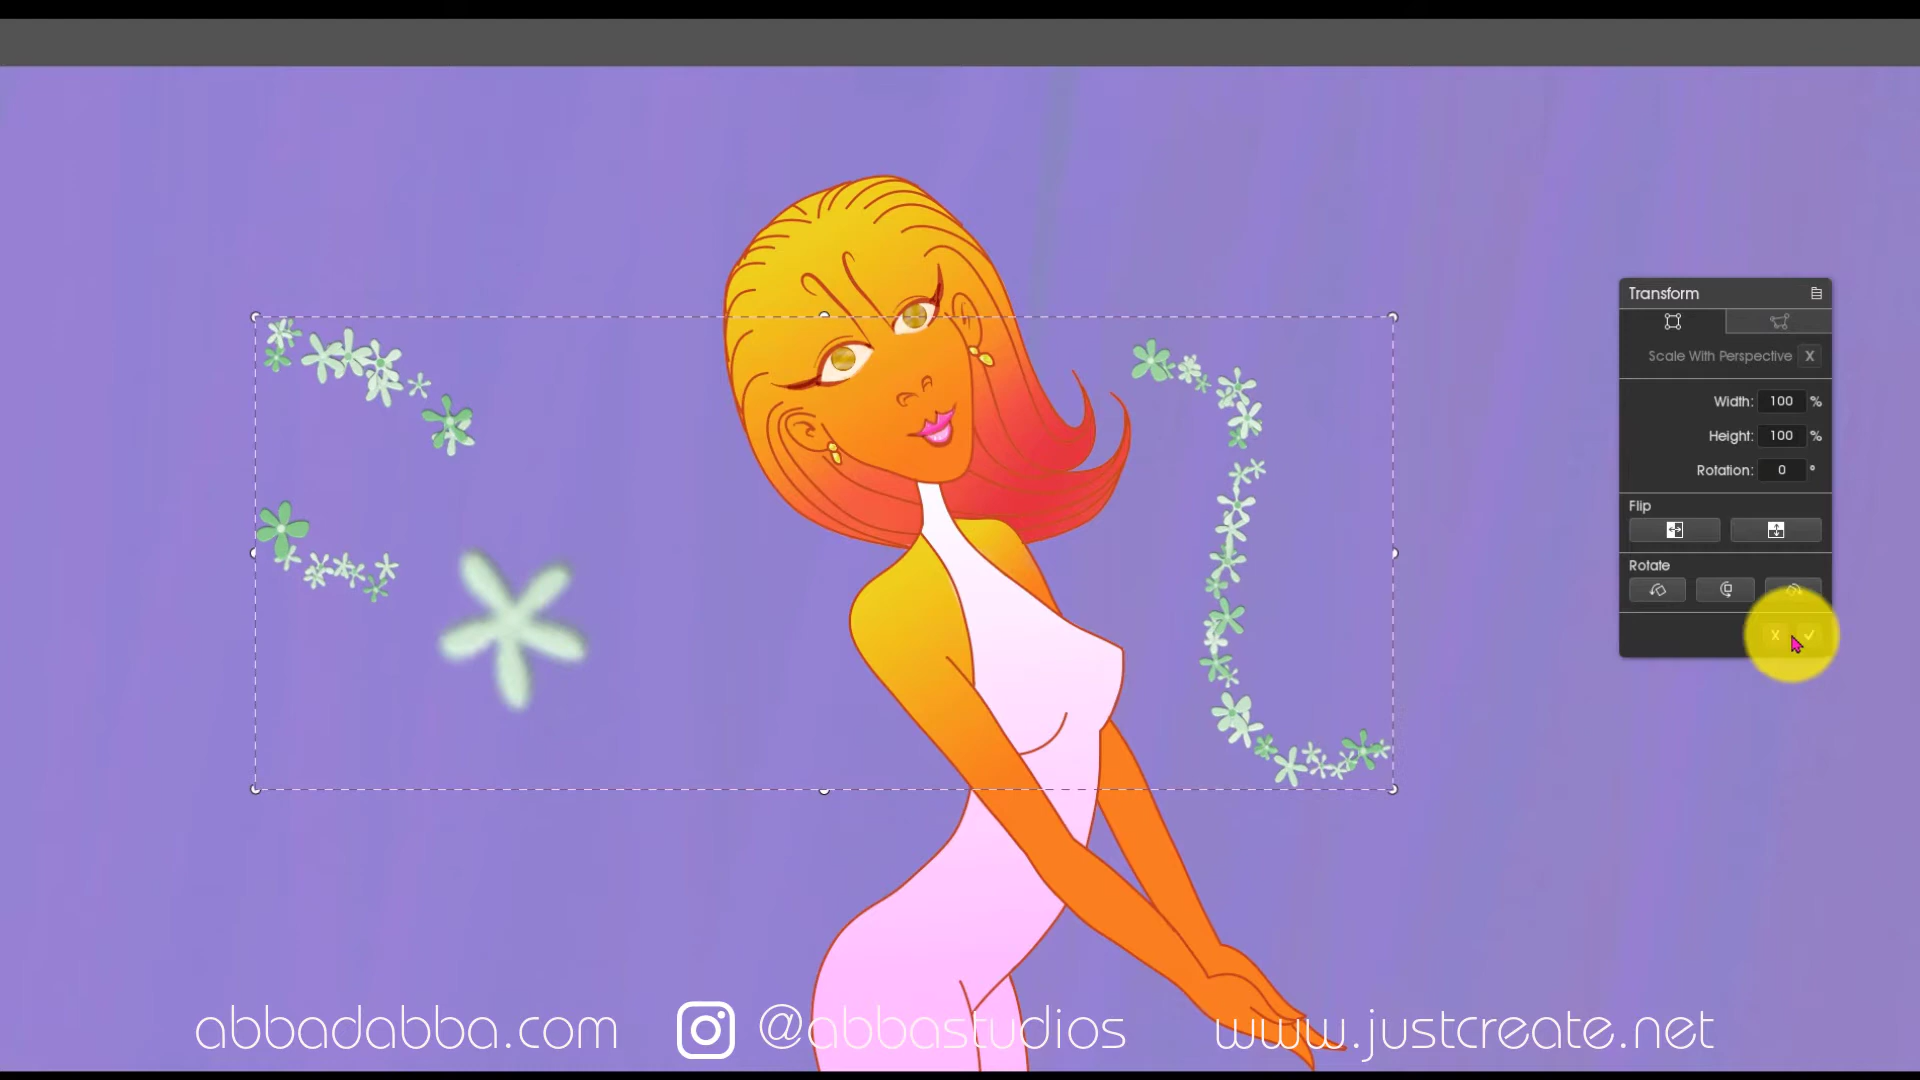 Transform
Scale With Perspective X
Width: 100 %
Height: 100 %
Rotation: 0 °
Flip
Rotate
X
abbadabba.com @abbastudios www.justcreate.net